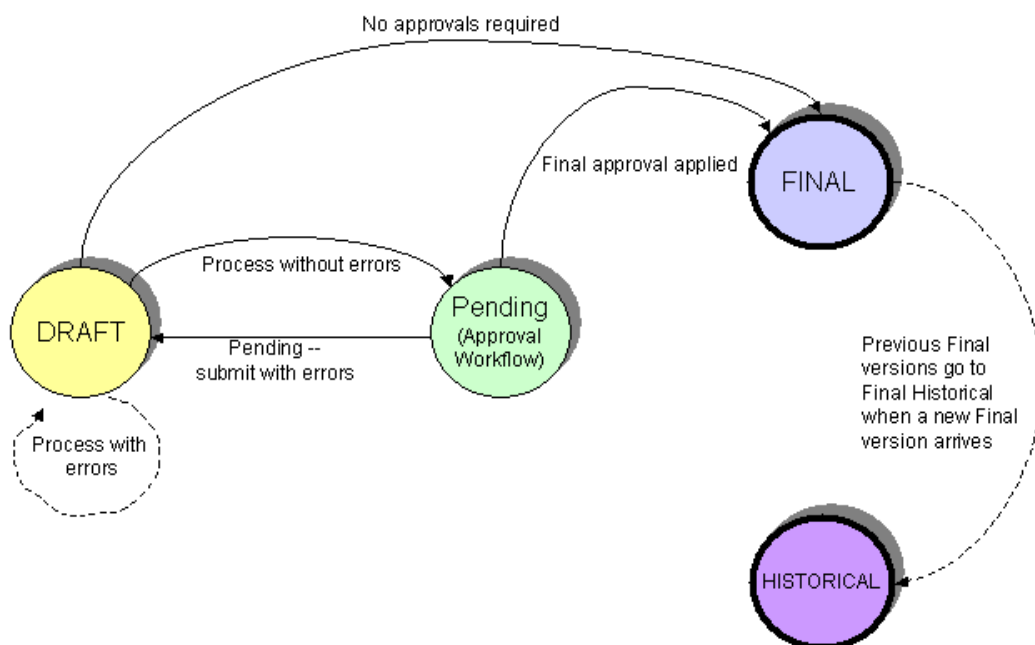 No approvals required
Final approval applied
FINAL
Process without errors
DRAFT
Pending
(Approval
Workflow)
Pending --
submit with errors
Process with
errors
Previous Final
versions go to
Final Historical
when a new Final
version arrives
HISTORICAL